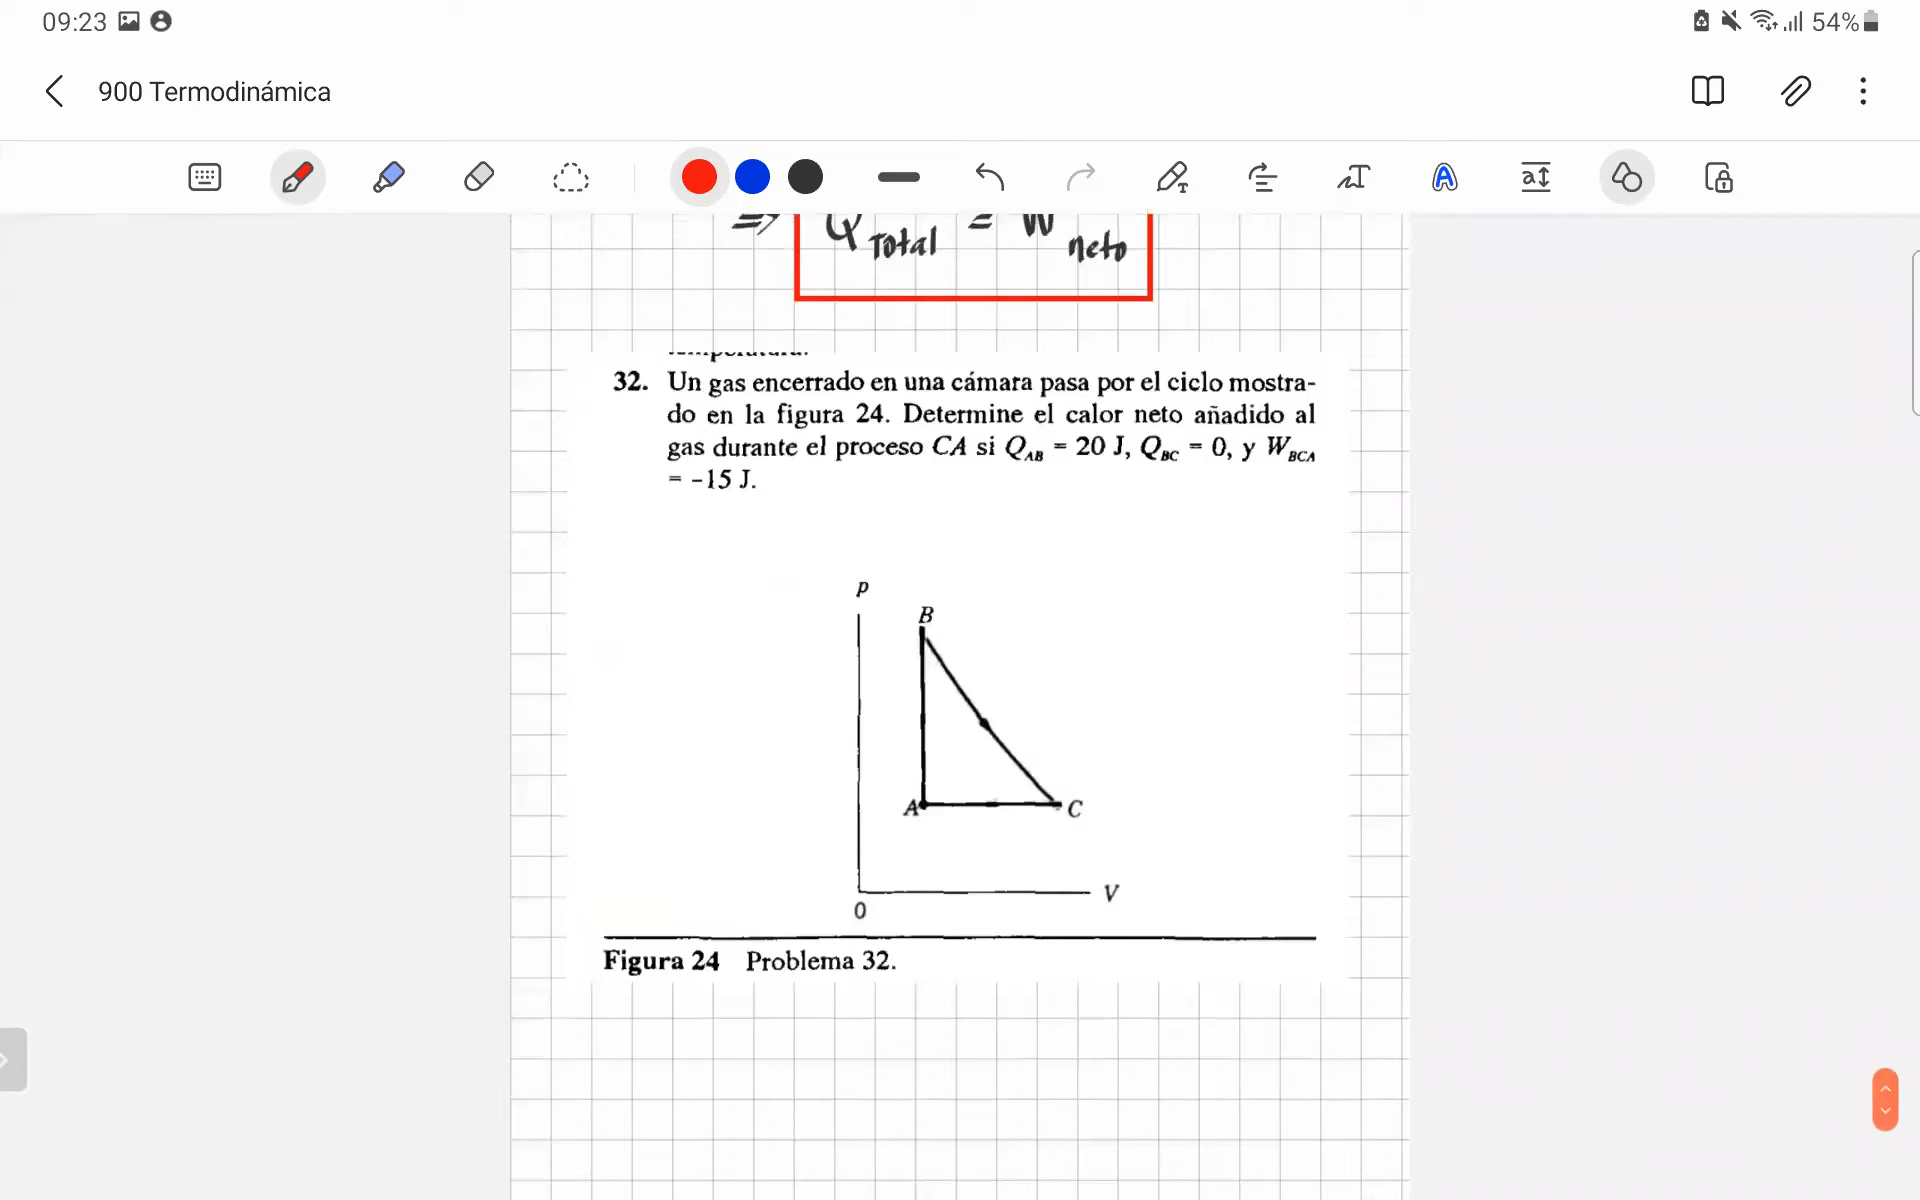 09:23
54%
900 Termodinámica
⇒ Q Total = W neto
32. Un gas encerrado en una cámara pasa por el ciclo mostra-
do en la figura 24. Determine el calor neto añadido al
gas durante el proceso CA si Q_AB = 20 J, Q_BC = 0, y W_BCA
= -15 J.
P
B
A
C
V
0
Figura 24 Problema 32.